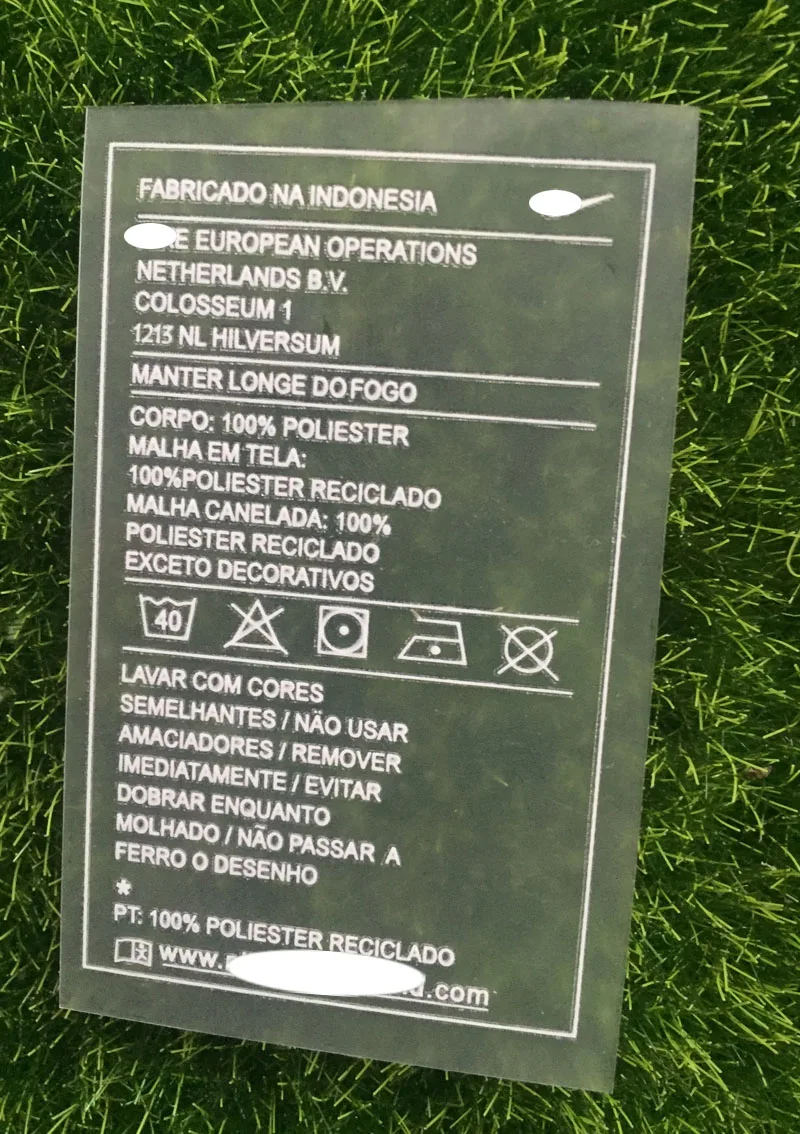 FABRICADO NA INDONESIA
EUROPEAN OPERATIONS
NETHERLANDS B.V.
COLOSSEUM 1
1213 NL HILVERSUM
MANTER LONGE DO FOGO
CORPO: 100% POLIESTER
MALHA EM TELA:
100%POLIESTER RECICLADO
MALHA CANELADA: 100%
POLIESTER RECICLADO
EXCETO DECORATIVOS
40
LAVAR COM CORES
SEMELHANTES / NÃO USAR
AMACIADORES / REMOVER
IMEDIATAMENTE / EVITAR
DOBRAR ENQUANTO
MOLHADO / NÃO PASSAR A
FERRO O DESENHO
*
PT: 100% POLIESTER RECICLADO
www. .com